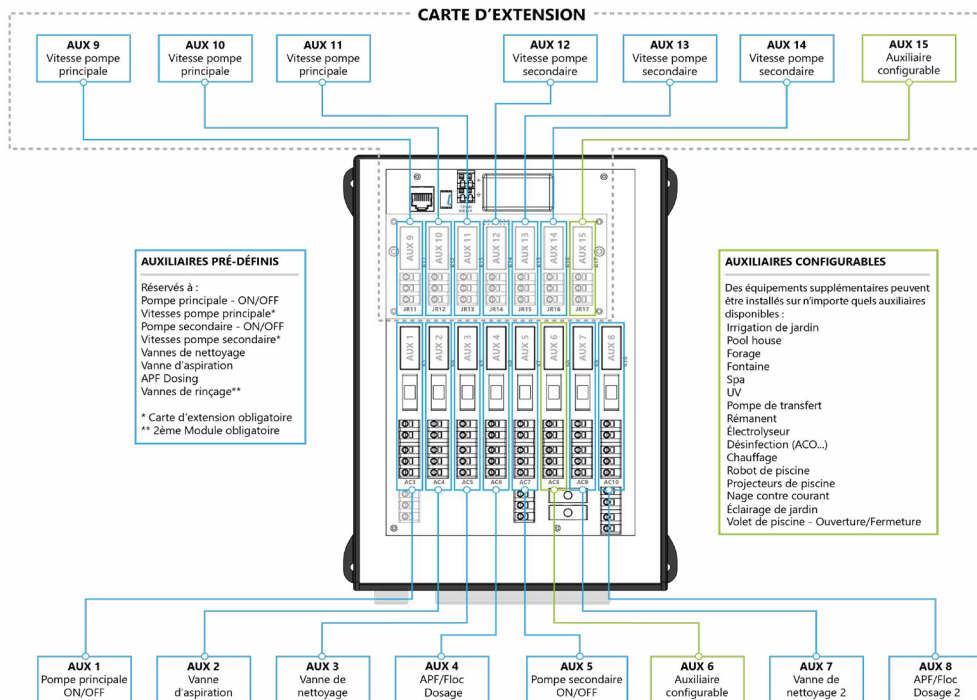 CARTE D’EXTENSION
AUX 9
Vitesse pompe
principale
AUX 10
Vitesse pompe
principale
AUX 11
Vitesse pompe
principale
AUX 12
Vitesse pompe
secondaire
AUX 13
Vitesse pompe
secondaire
AUX 14
Vitesse pompe
secondaire
AUX 15
Auxiliaire
configurable
AUX 9
AUX 10
AUX 11
AUX 12
AUX 13
AUX 14
AUX 15
JR11
JR12
JR13
JR14
JR15
JR16
JR17
AUXILIAIRES PRÉ-DÉFINIS
Réservés à :
Pompe principale - ON/OFF
Vitesses pompe principale*
Pompe secondaire - ON/OFF
Vitesses pompe secondaire*
Vannes de nettoyage
Vanne d’aspiration
APF Dosing
Vannes de rinçage**
* Carte d’extension obligatoire
** 2ème Module obligatoire
AUX 1
AUX 2
AUX 3
AUX 4
AUX 5
AUX 6
AUX 7
AUX 8
AC3
AC4
AC5
AC6
AC7
AC8
AC9
AC10
AUXILIAIRES CONFIGURABLES
Des équipements supplémentaires peuvent
être installés sur n’importe quels auxiliaires
disponibles :
Irrigation de jardin
Pool house
Forage
Fontaine
Spa
UV
Pompe de transfert
Rémanent
Électrolyseur
Désinfection (ACO...)
Chauffage
Robot de piscine
Projecteurs de piscine
Nage contre courant
Éclairage de jardin
Volet de piscine - Ouverture/Fermeture
AUX 1
Pompe principale
ON/OFF
AUX 2
Vanne
d’aspiration
AUX 3
Vanne de
nettoyage
AUX 4
APF/Floc
Dosage
AUX 5
Pompe secondaire
ON/OFF
AUX 6
Auxiliaire
configurable
AUX 7
Vanne de
nettoyage 2
AUX 8
APF/Floc
Dosage 2